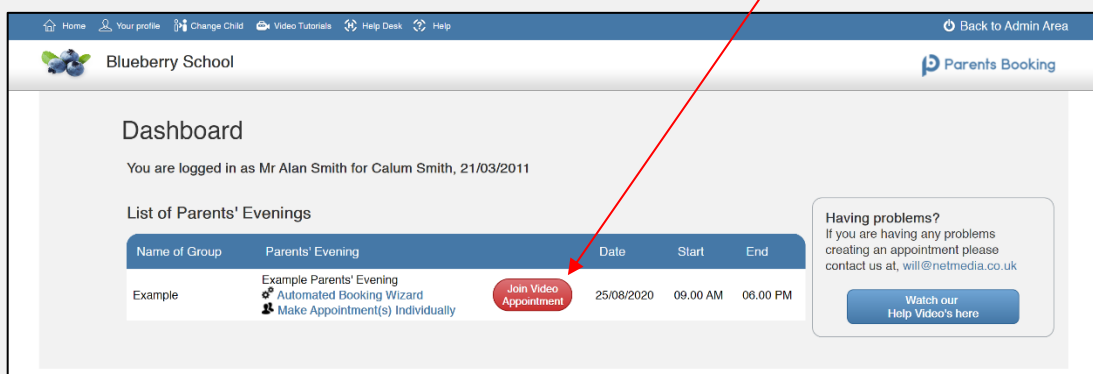 Home Your profile Change Child Video Tutorials Help Desk Help Back to Admin Area
Blueberry School Parents Booking
Dashboard
You are logged in as Mr Alan Smith for Calum Smith, 21/03/2011
List of Parents' Evenings
Name of Group Parents' Evening Date Start End
Example
Example Parents' Evening
Automated Booking Wizard
Make Appointment(s) Individually
Join Video
Appointment
25/08/2020 09.00 AM 06.00 PM
Having problems?
If you are having any problems
creating an appointment please
contact us at, will@netmedia.co.uk
Watch our
Help Video's here